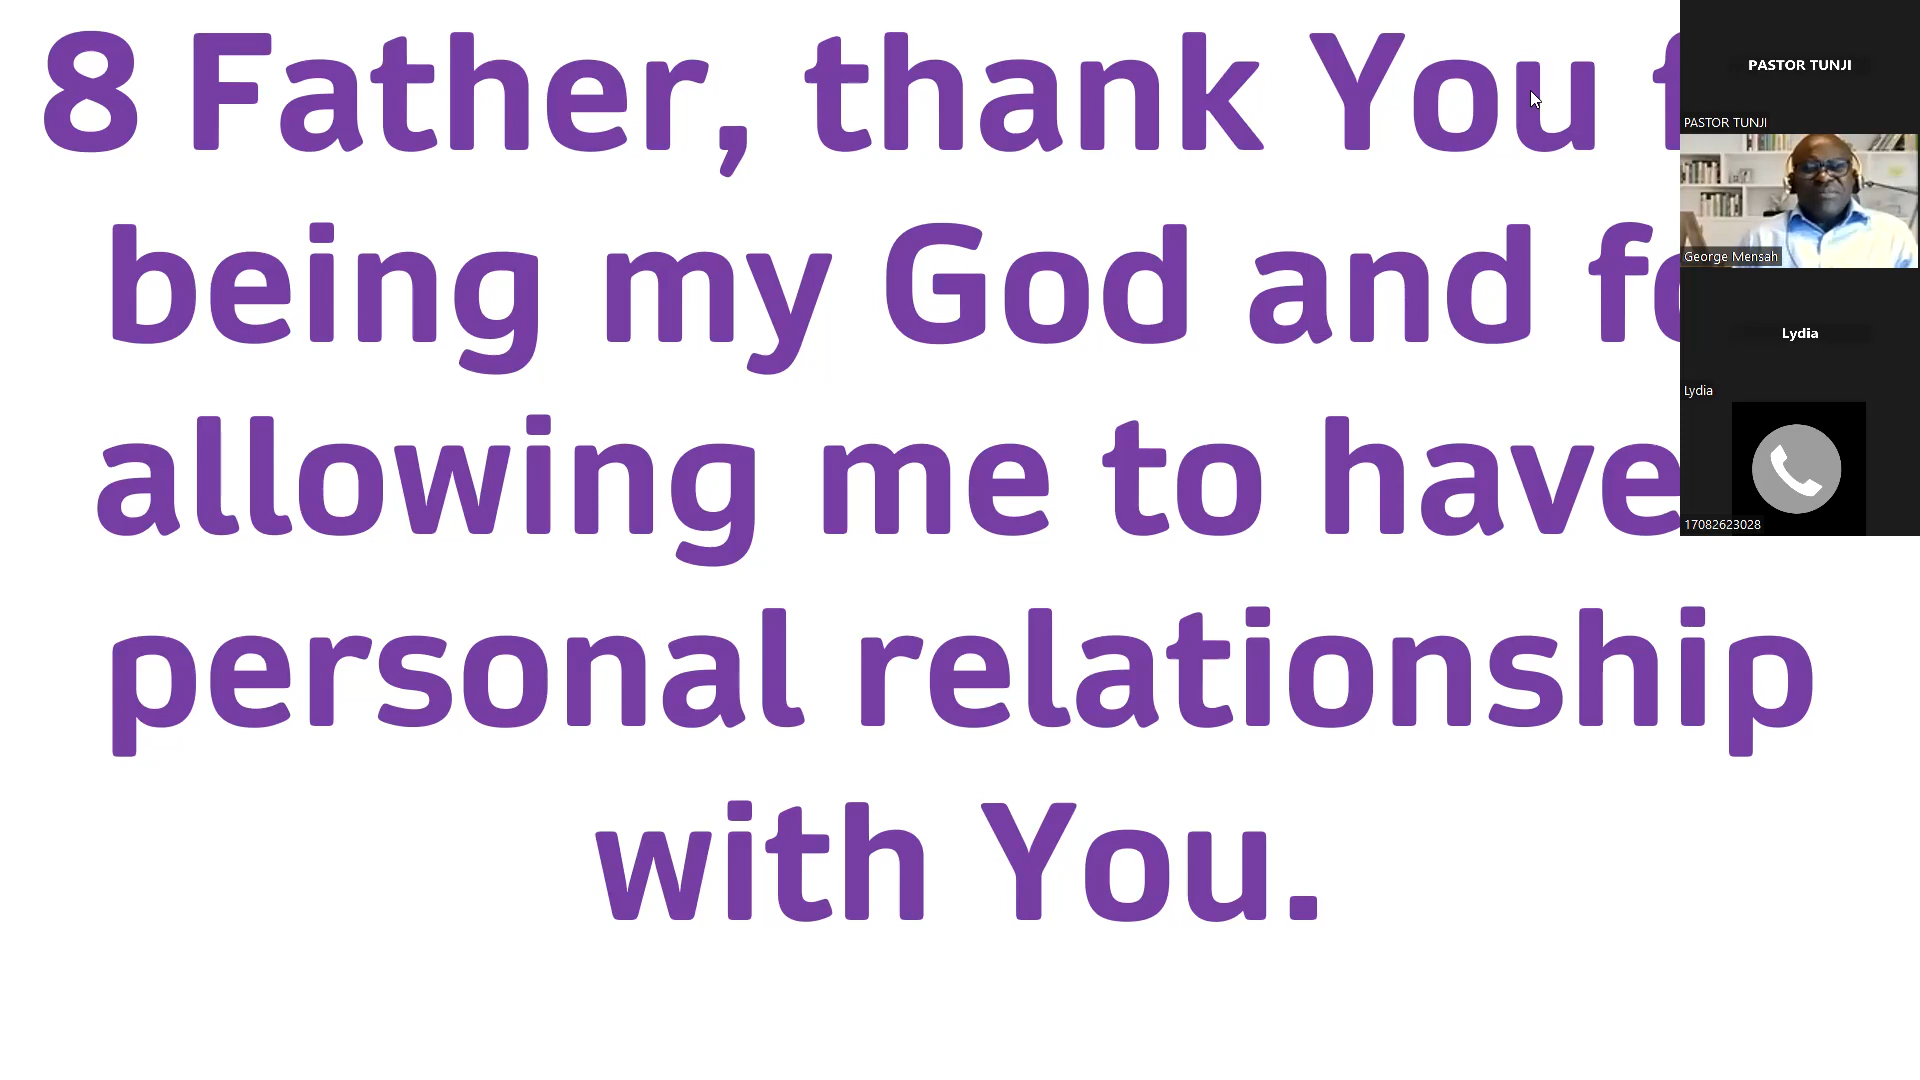 8 Father, thank You
being my God and
allowing me to have
personal relationship
with You.
PASTOR TUNJI
PASTOR TUNJI
George Mensah
Lydia
Lydia
17082623028